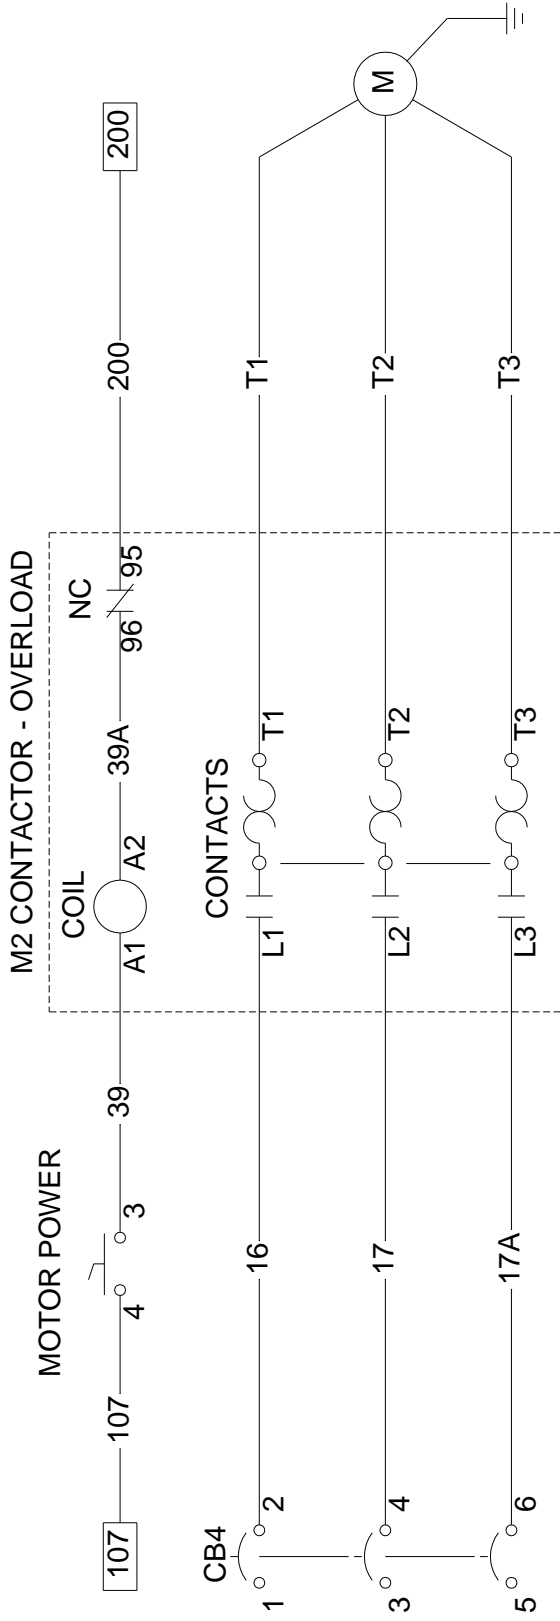 M2 CONTACTOR - OVERLOAD
MOTOR POWER
COIL
NC
107
107
4
3
39
A1
A2
39A
96
95
200
200
CB4
CONTACTS
1
2
16
L1
T1
T1
3
4
17
L2
T2
T2
M
5
6
17A
L3
T3
T3